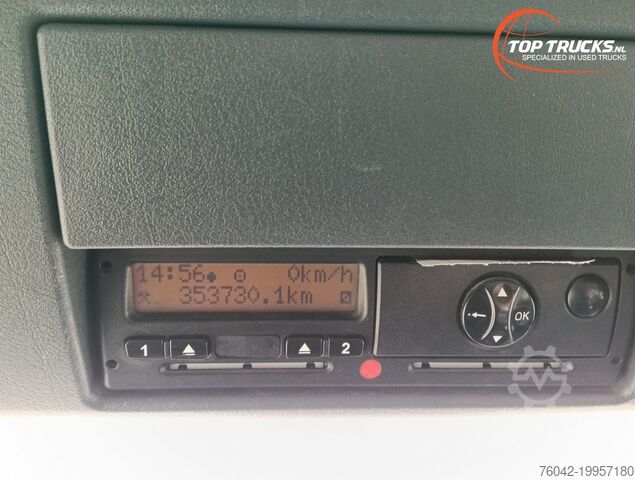 TOP TRUCKS.NL
SPECIALIZED IN USED TRUCKS
14:56 0km/h
353730.1km
1 2
OK
76042-19957180